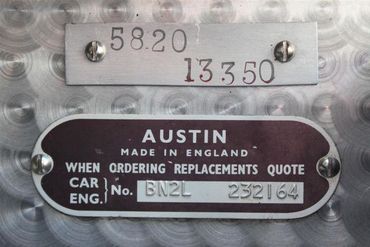 5820
13350
AUSTIN
MADE IN ENGLAND
WHEN ORDERING REPLACEMENTS QUOTE
CAR
ENG. } No. BN2L 232164